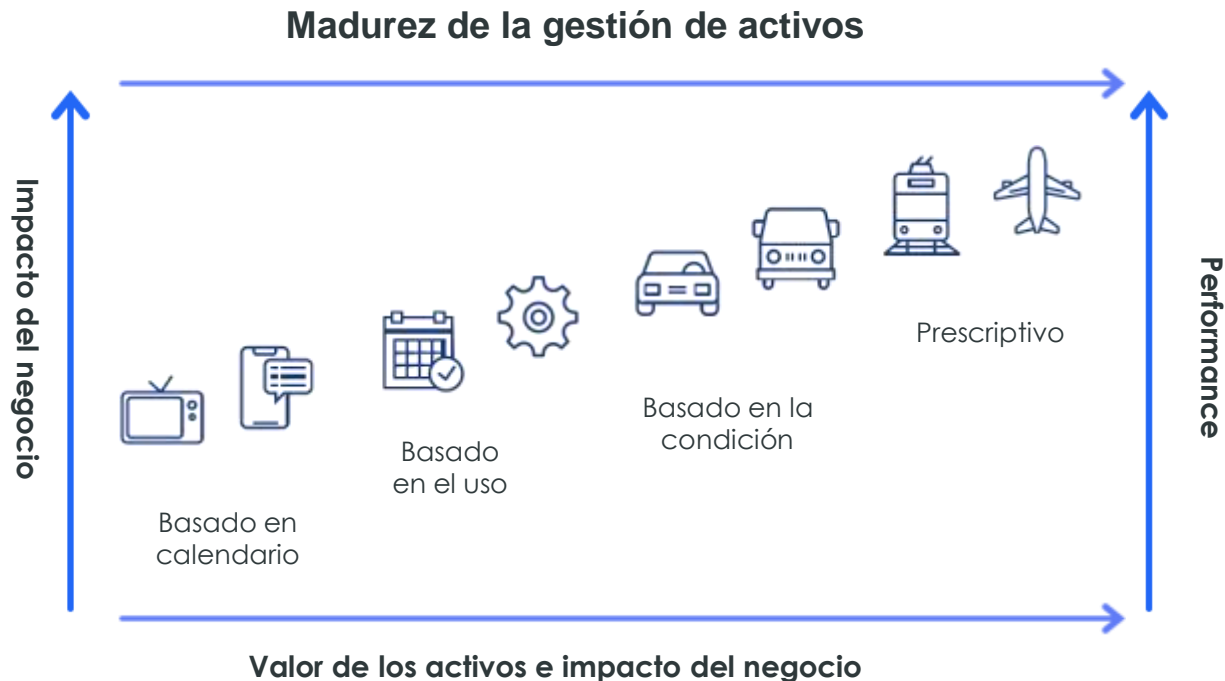 Madurez de la gestión de activos
Impacto del negocio
Performance
Prescriptivo
Basado en la
condición
Basado
en el uso
Basado en
calendario
Valor de los activos e impacto del negocio